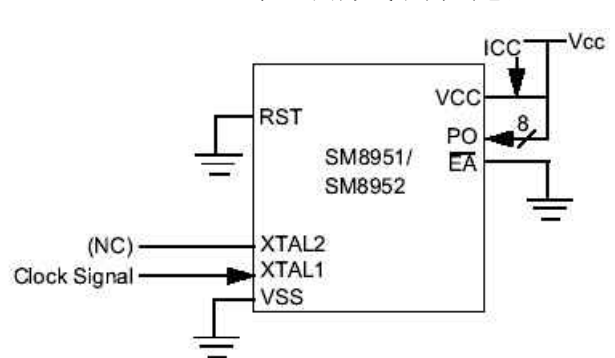 ICC
Vcc
VCC
RST
8
PO
EA
SM8951/
SM8952
(NC)
XTAL2
Clock Signal
XTAL1
VSS